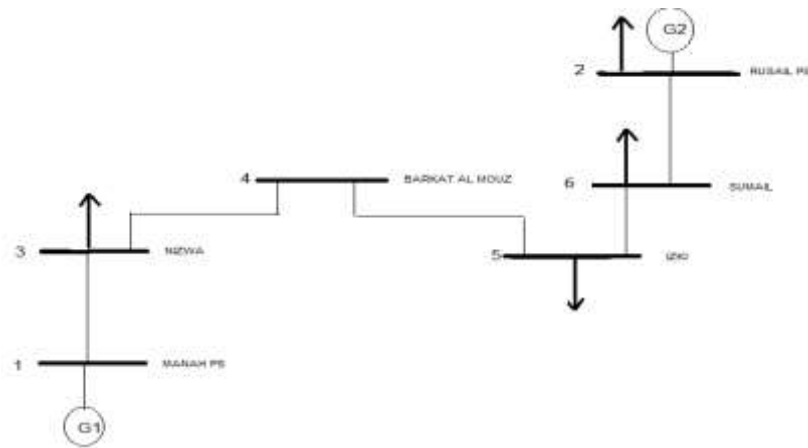 G2
2 RUSAIL PS
4 BARKAT AL MOUZ
6 SUMAIL
3 NIZWA
5 IZKI
1 MANAH PS
G1